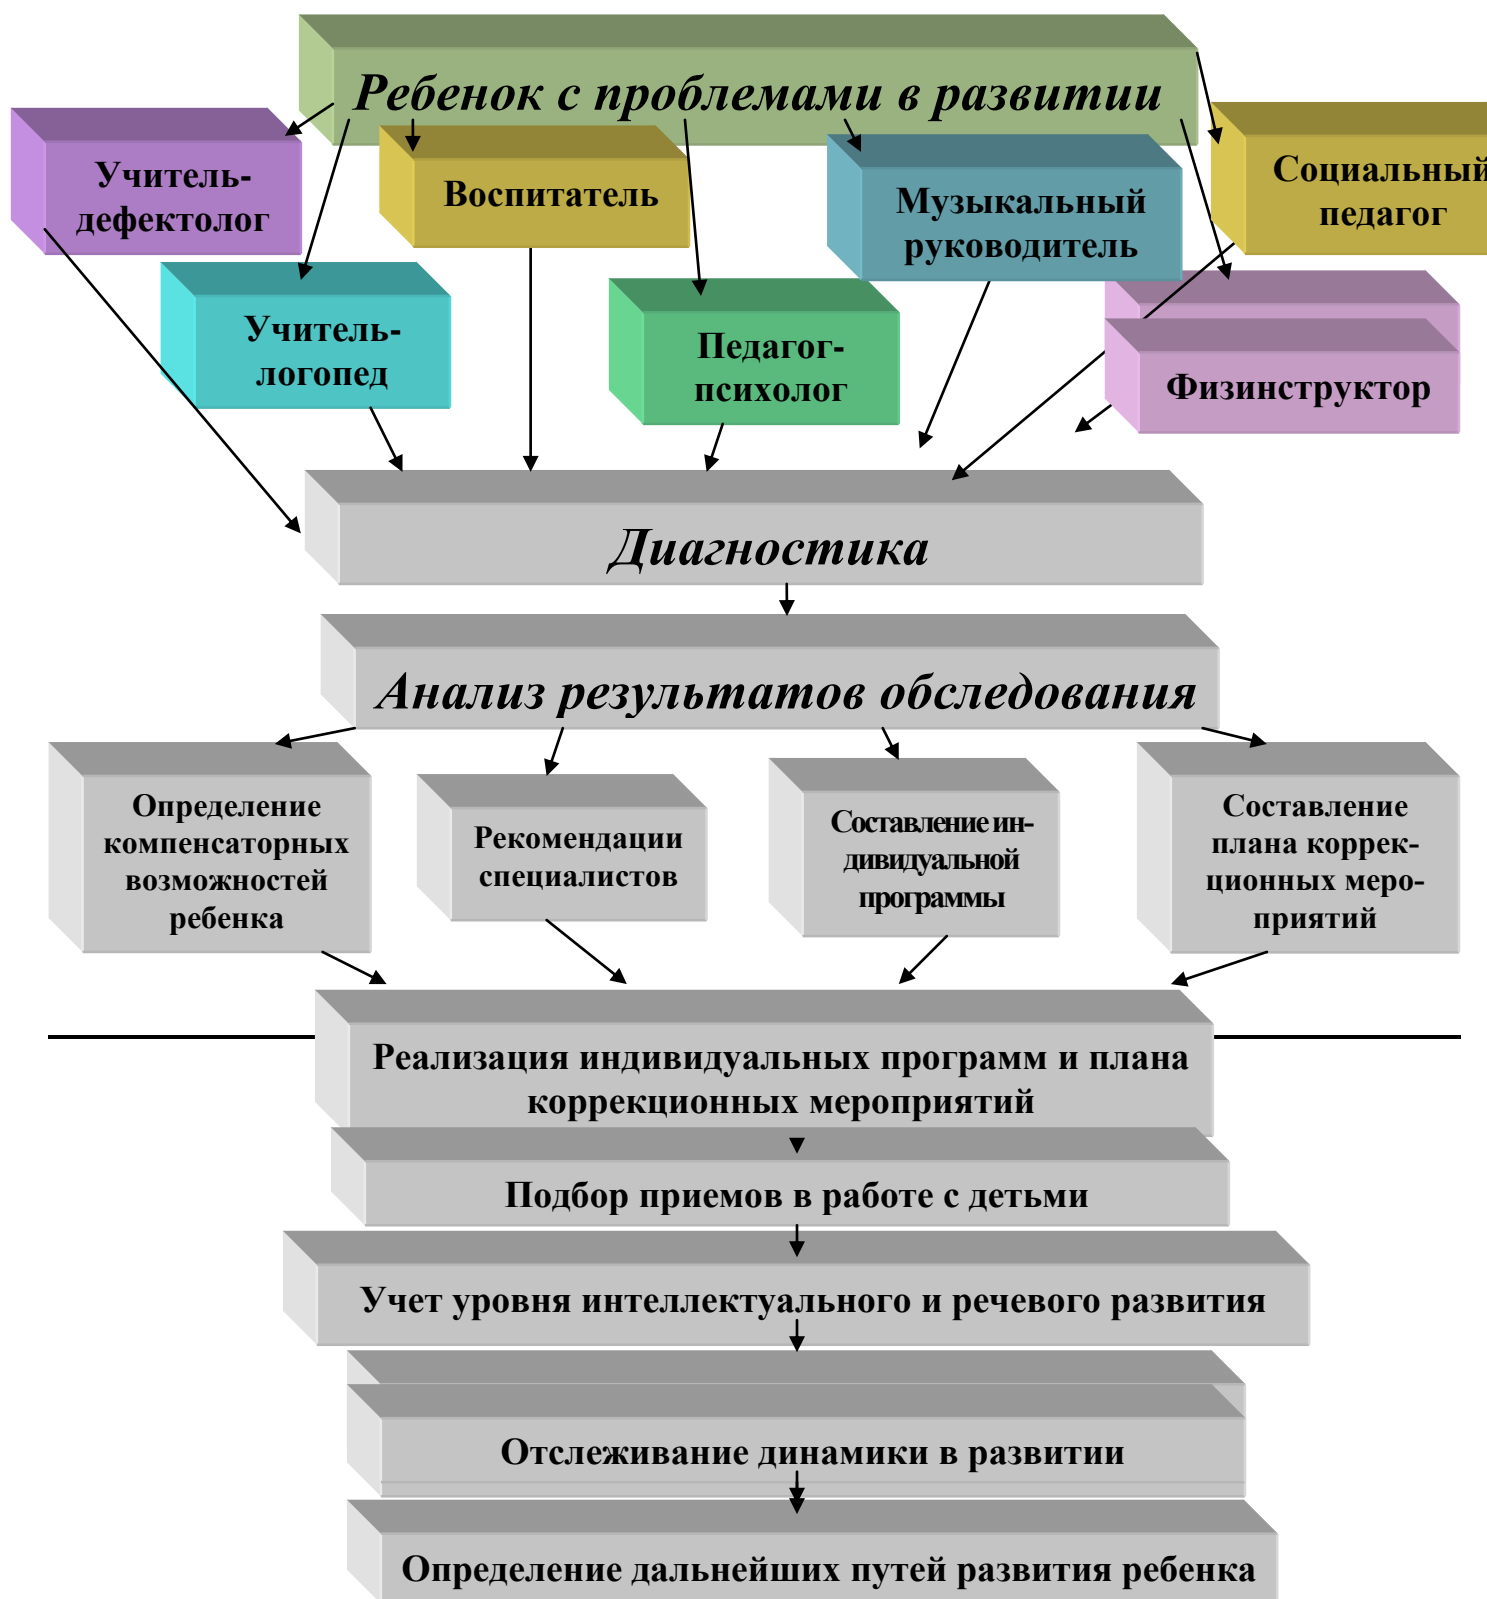 Ребенок с проблемами в развитии
Учитель-
дефектолог
Воспитатель
Музыкальный
руководитель
Социальный
педагог
Учитель-
логопед
Педагог-
психолог
Физинструктор
Диагностика
Анализ результатов обследования
Определение
компенсаторных
возможностей
ребенка
Рекомендации
специалистов
Составление ин-
дивидуальной
программы
Составление
плана коррек-
ционных меро-
приятий
Реализация индивидуальных программ и плана
коррекционных мероприятий
Подбор приемов в работе с детьми
Учет уровня интеллектуального и речевого развития
Отслеживание динамики в развитии
Определение дальнейших путей развития ребенка